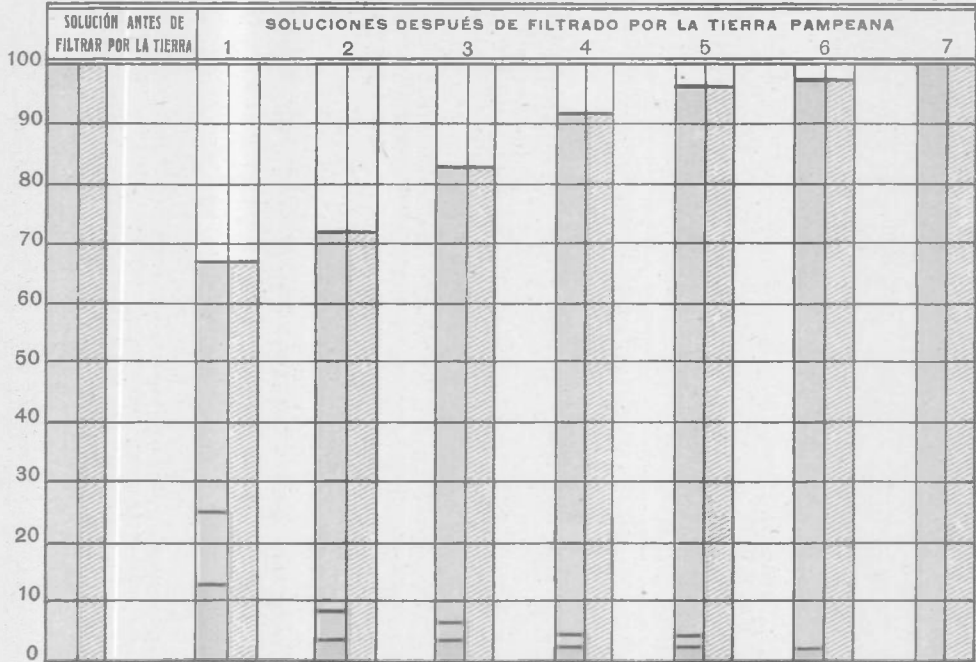 SOLUCIÓN ANTES DE
FILTRAR POR LA TIERRA
SOLUCIONES DESPUÉS DE FILTRADO POR LA TIERRA PAMPEANA
1 2 3 4 5 6 7
100
90
80
70
60
50
40
30
20
10
0